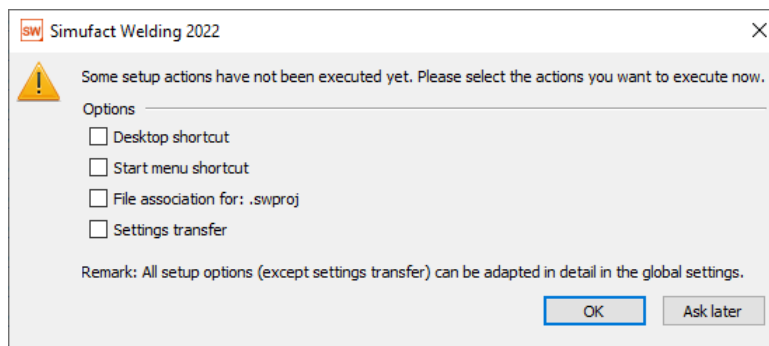 SW Simufact Welding 2022
Some setup actions have not been executed yet. Please select the actions you want to execute now.
Options
Desktop shortcut
Start menu shortcut
File association for: .swproj
Settings transfer
Remark: All setup options (except settings transfer) can be adapted in detail in the global settings.
OK Ask later